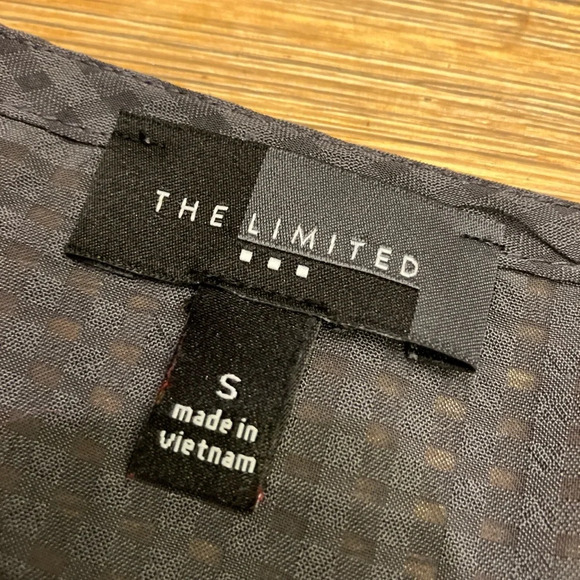 THE LIMITED
S
made in
vietnam